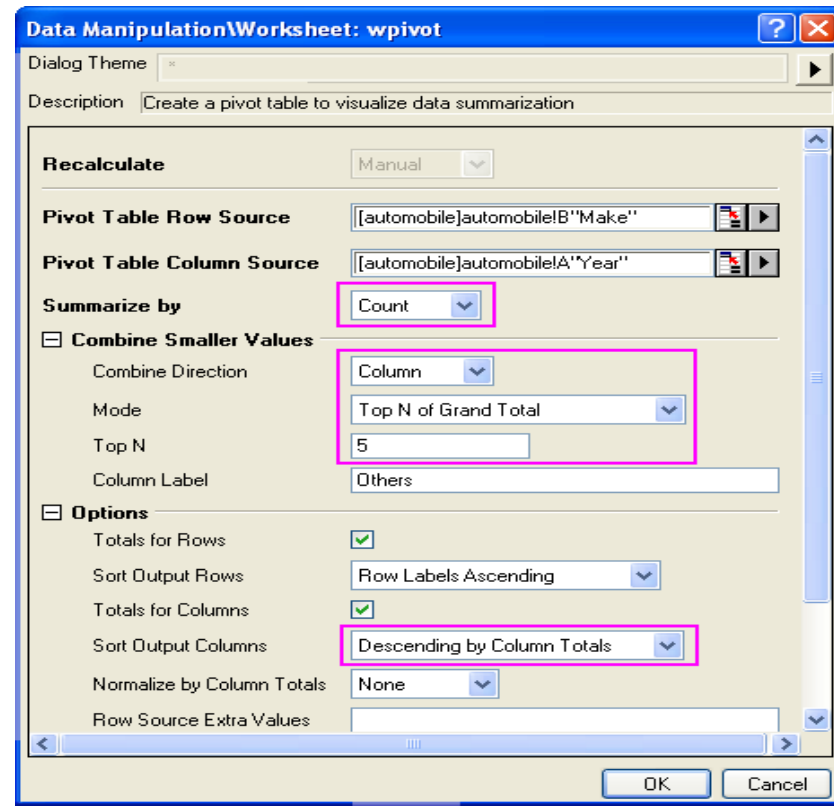 Data Manipulation\Worksheet: wpivot
Dialog Theme *
Description Create a pivot table to visualize data summarization
Recalculate Manual
Pivot Table Row Source [automobile]automobile!B"Make"
Pivot Table Column Source [automobile]automobile!A"Year"
Summarize by Count
Combine Smaller Values
Combine Direction Column
Mode Top N of Grand Total
Top N 5
Column Label Others
Options
Totals for Rows
Sort Output Rows Row Labels Ascending
Totals for Columns
Sort Output Columns Descending by Column Totals
Normalize by Column Totals None
Row Source Extra Values
OK Cancel